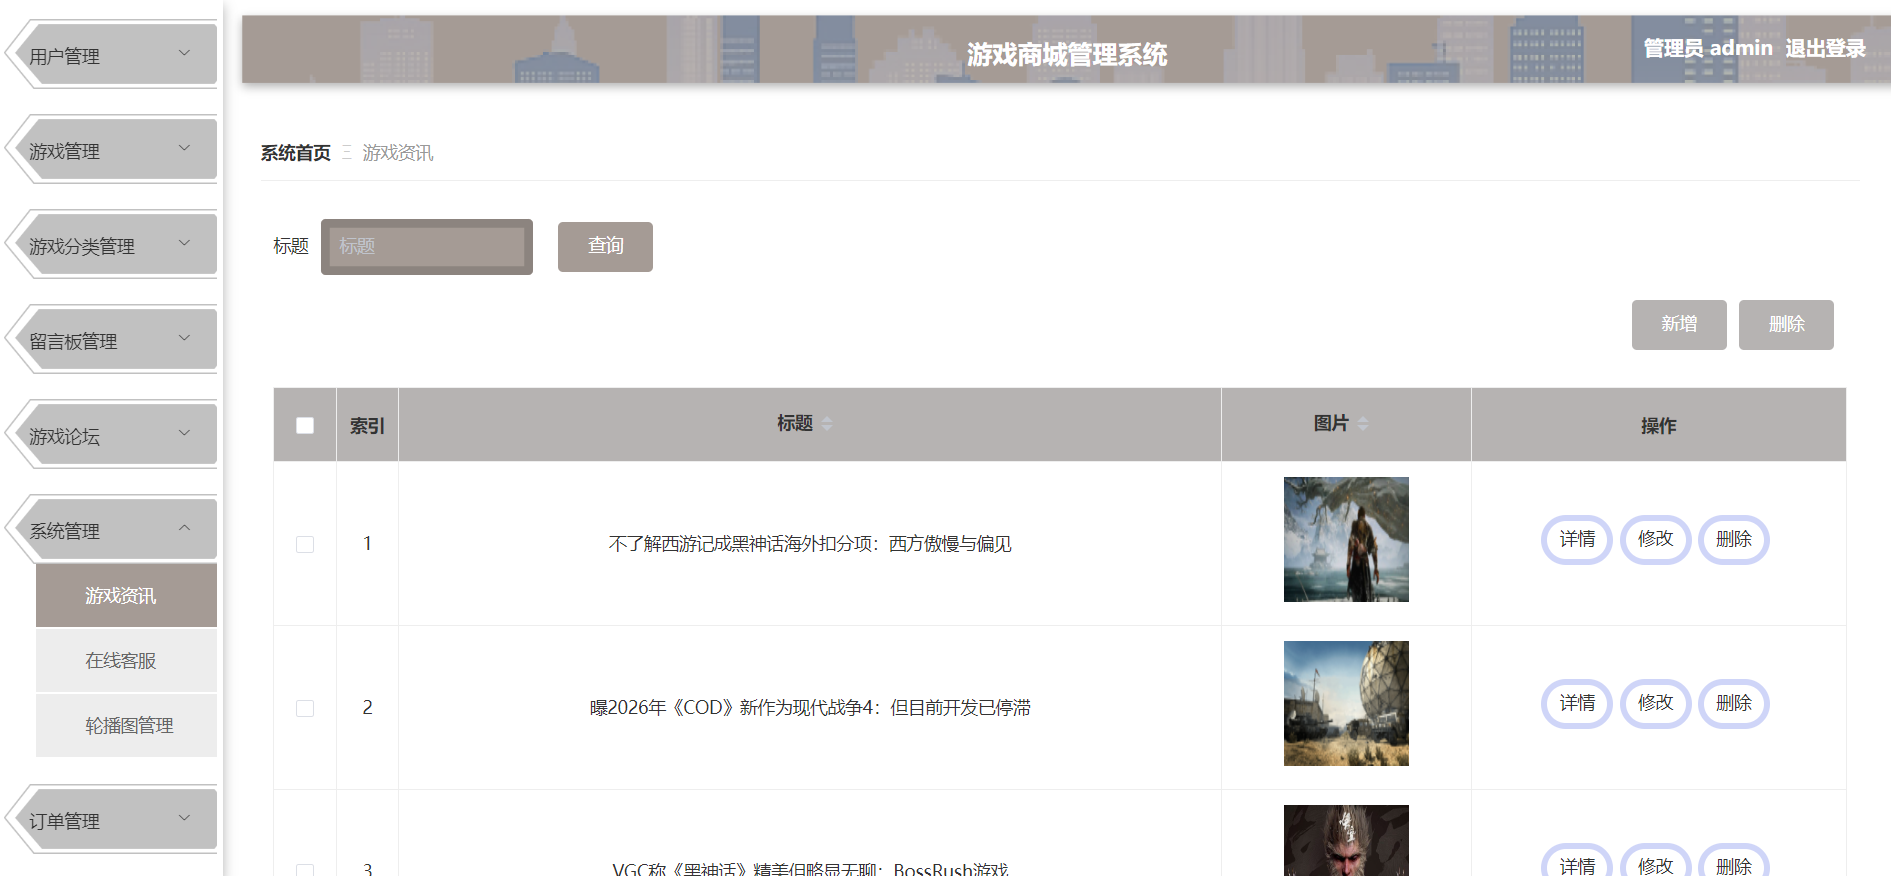 游戏商城管理系统
管理员 admin 退出登录
用户管理
游戏管理
游戏分类管理
留言板管理
游戏论坛
系统管理
游戏资讯
在线客服
轮播图管理
订单管理
系统首页 游戏资讯
标题 标题 查询
新增 删除
索引 标题 图片 操作
1 不了解西游记成黑神话海外扣分项：西方傲慢与偏见 详情 修改 删除
2 曝2026年《COD》新作为现代战争4：但目前开发已停滞 详情 修改 删除
3 VGC称《黑神话》精美但略显无聊：BossRush游戏 详情 修改 删除